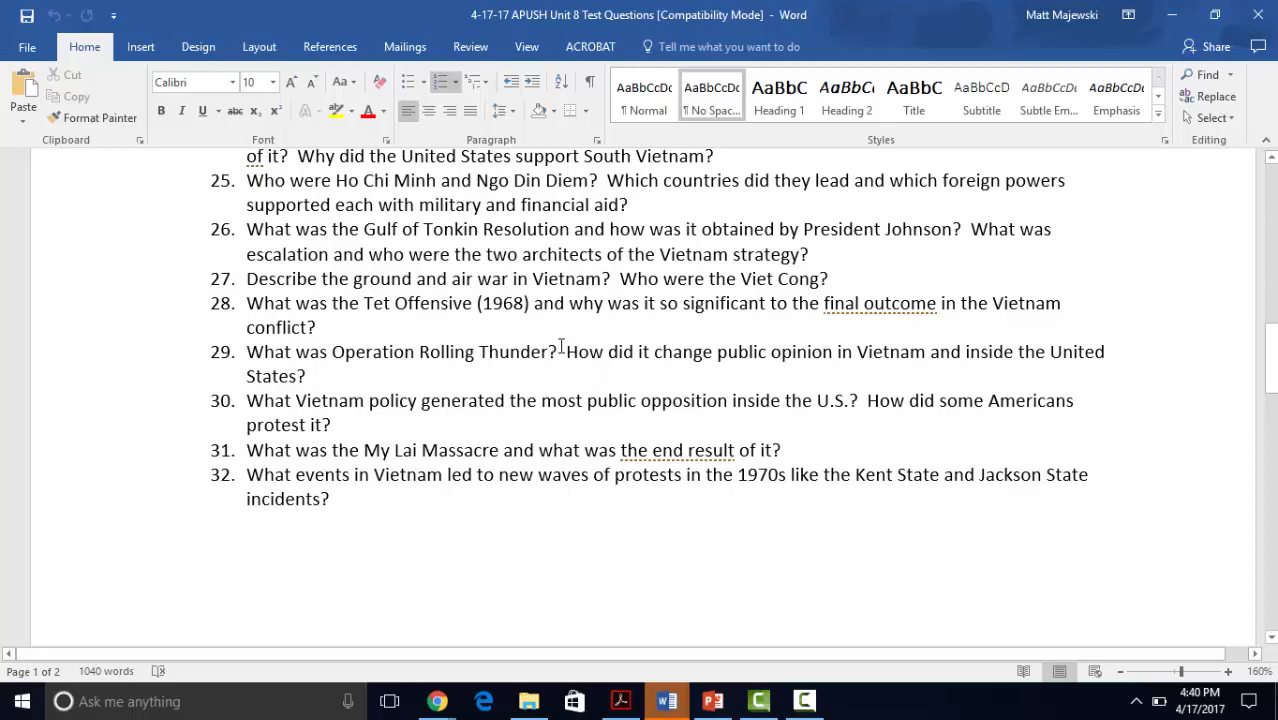 4-17-17 APUSH Unit 8 Test Questions [Compatibility Mode] - Word
Matt Majewski
File Home Insert Design Layout References Mailings Review View ACROBAT Tell me what you want to do Share
Paste
Cut
Copy
Format Painter
Clipboard
Calibri 10
Aa
B I U abc x₂ x²
A
Font
Paragraph
AaBbCcDc AaBbCcDc AaBbC AaBbC AaBbC AaBbCcD AaBbCcDc AaBbCcDc
¶ Normal ¶ No Spac... Heading 1 Heading 2 Title Subtitle Subtle Em... Emphasis
Styles
Find
Replace
Select
Editing
of it? Why did the United States support South Vietnam?
25. Who were Ho Chi Minh and Ngo Din Diem? Which countries did they lead and which foreign powers
supported each with military and financial aid?
26. What was the Gulf of Tonkin Resolution and how was it obtained by President Johnson? What was
escalation and who were the two architects of the Vietnam strategy?
27. Describe the ground and air war in Vietnam? Who were the Viet Cong?
28. What was the Tet Offensive (1968) and why was it so significant to the final outcome in the Vietnam
conflict?
29. What was Operation Rolling Thunder? How did it change public opinion in Vietnam and inside the United
States?
30. What Vietnam policy generated the most public opposition inside the U.S.? How did some Americans
protest it?
31. What was the My Lai Massacre and what was the end result of it?
32. What events in Vietnam led to new waves of protests in the 1970s like the Kent State and Jackson State
incidents?
Page 1 of 2 1040 words
160%
Ask me anything
4:40 PM
4/17/2017